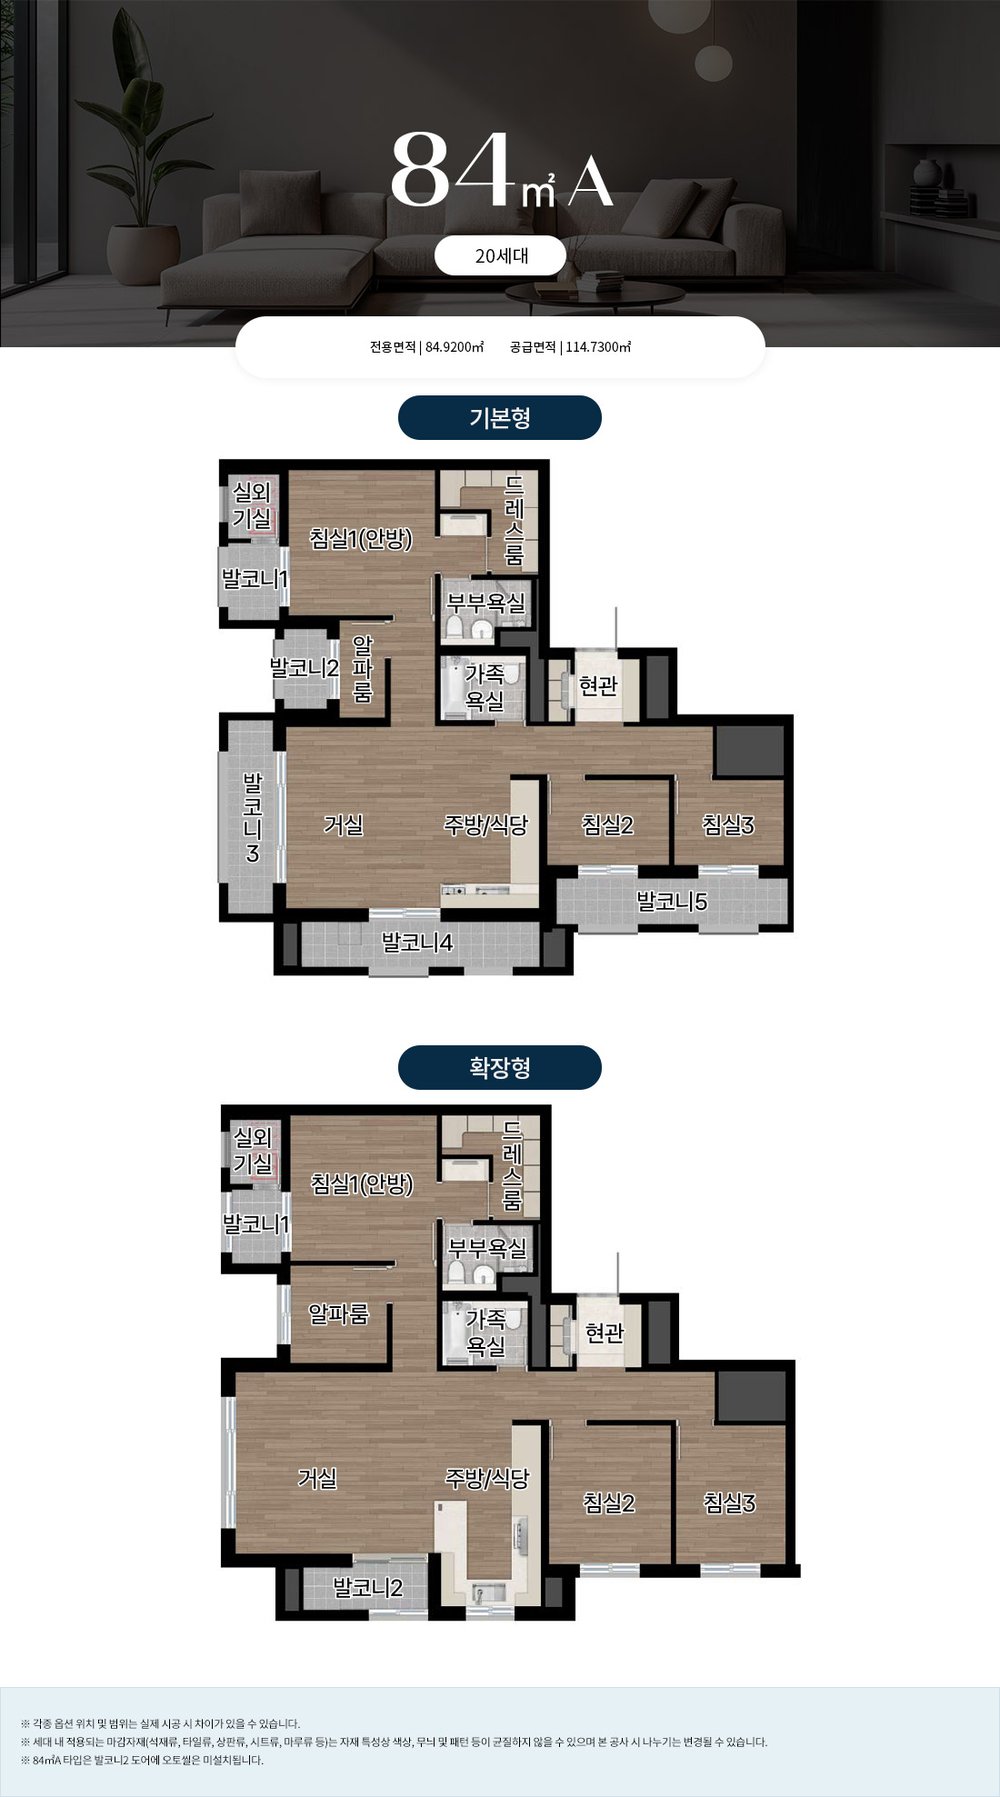 84㎡ A
20세대
전용면적 | 84.9200㎡ 공급면적 | 114.7300㎡
기본형
실외
기실
침실1(안방)
드레스룸
발코니1
부부욕실
발코니2
알파룸
가족
욕실
현관
발코니3
거실
주방/식당
침실2
침실3
발코니5
발코니4
확장형
실외
기실
침실1(안방)
드레스룸
발코니1
부부욕실
알파룸
가족
욕실
현관
거실
주방/식당
침실2
침실3
발코니2
※ 각종 옵션 위치 및 범위는 실제 시공 시 차이가 있을 수 있습니다.
※ 세대 내 적용되는 마감자재(석재류, 타일류, 상판류, 시트류, 마루류 등)는 자재 특성상 색상, 무늬 및 패턴 등이 균질하지 않을 수 있으며 본 공사 시 나누기는 변경될 수 있습니다.
※ 84㎡A 타입은 발코니2 도어에 오토씰은 미설치됩니다.